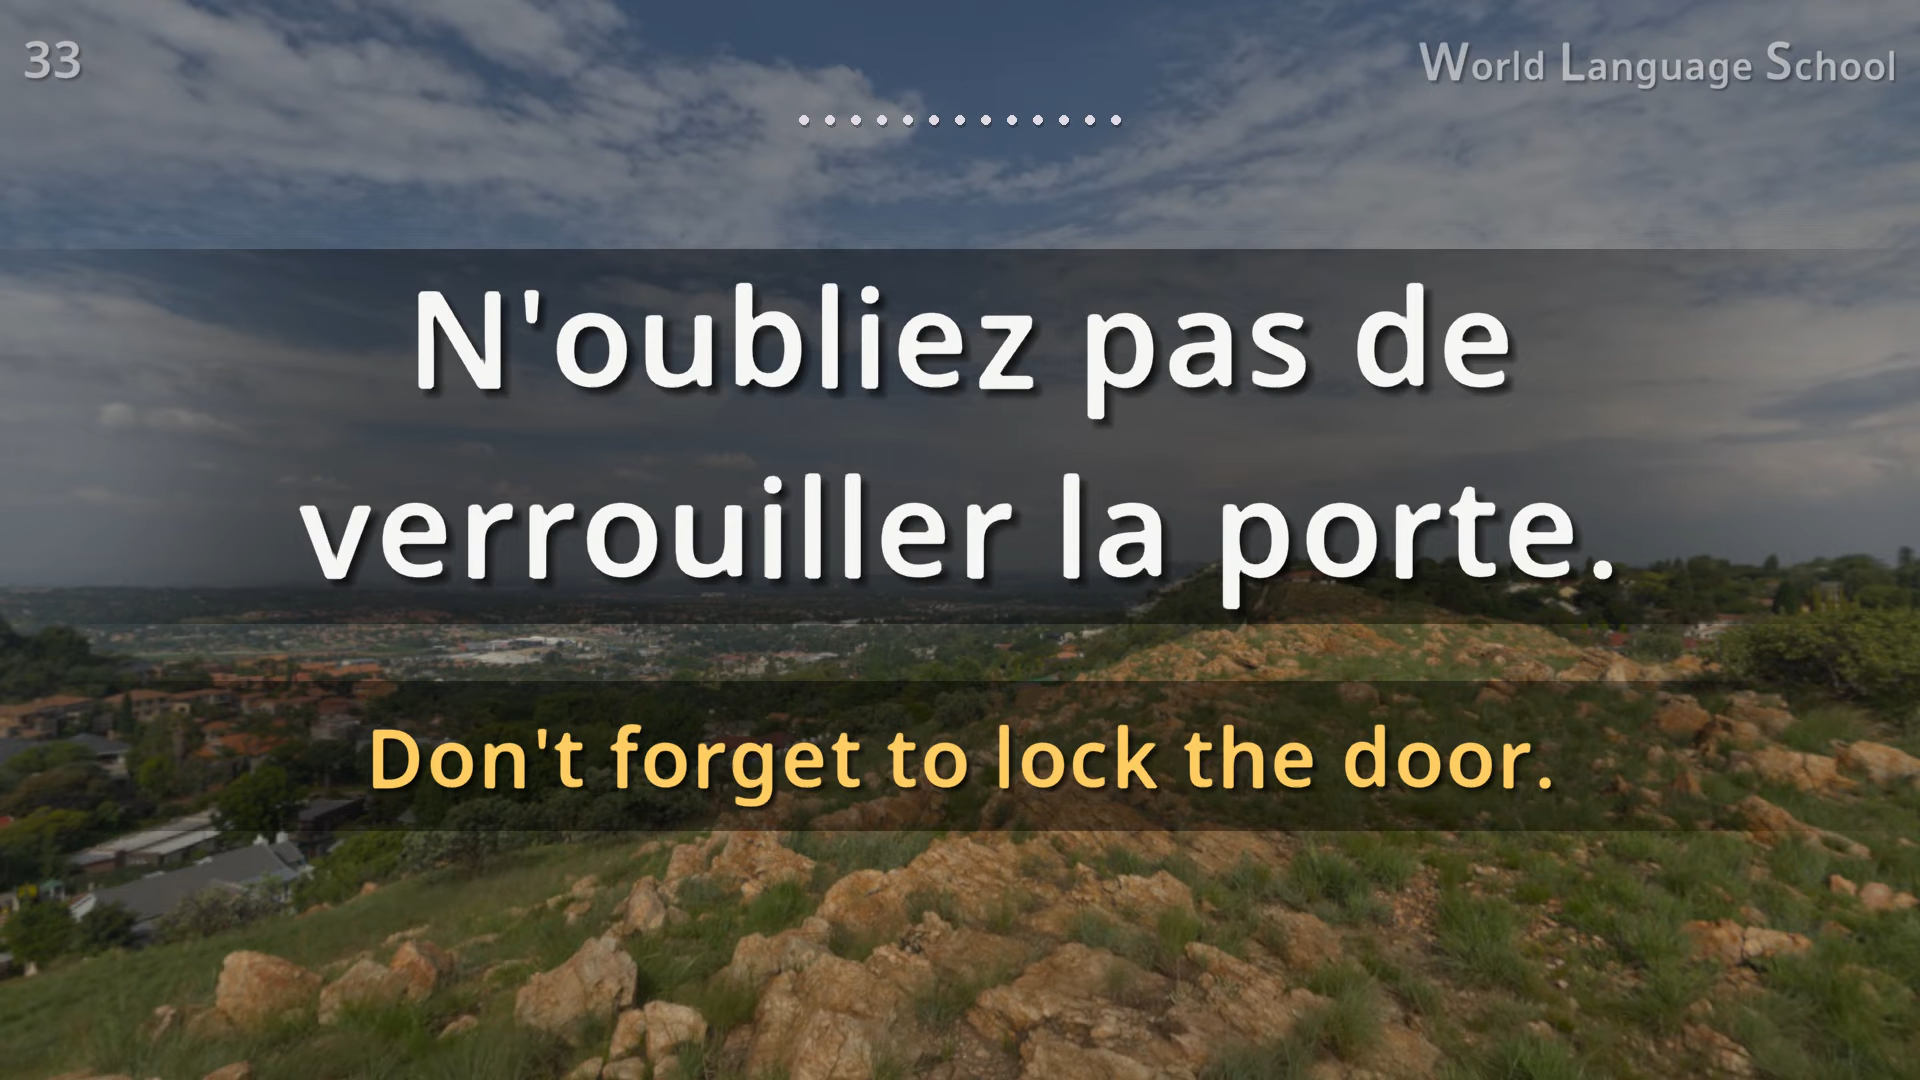 33
World Language School
N'oubliez pas de
verrouiller la porte.
Don't forget to lock the door.